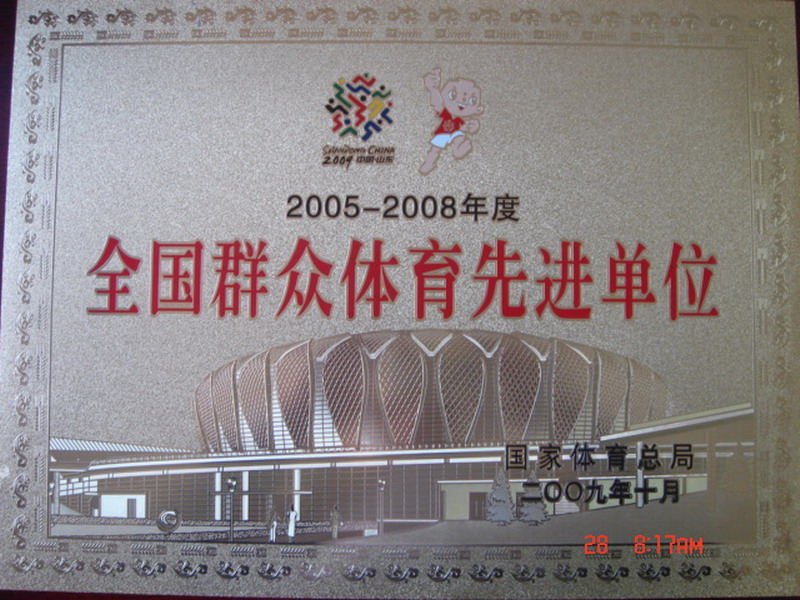 SHANDONG CHINA
2009 中国·山东
2005-2008年度
全国群众体育先进单位
国家体育总局
二〇〇九年十月
28 8:17AM